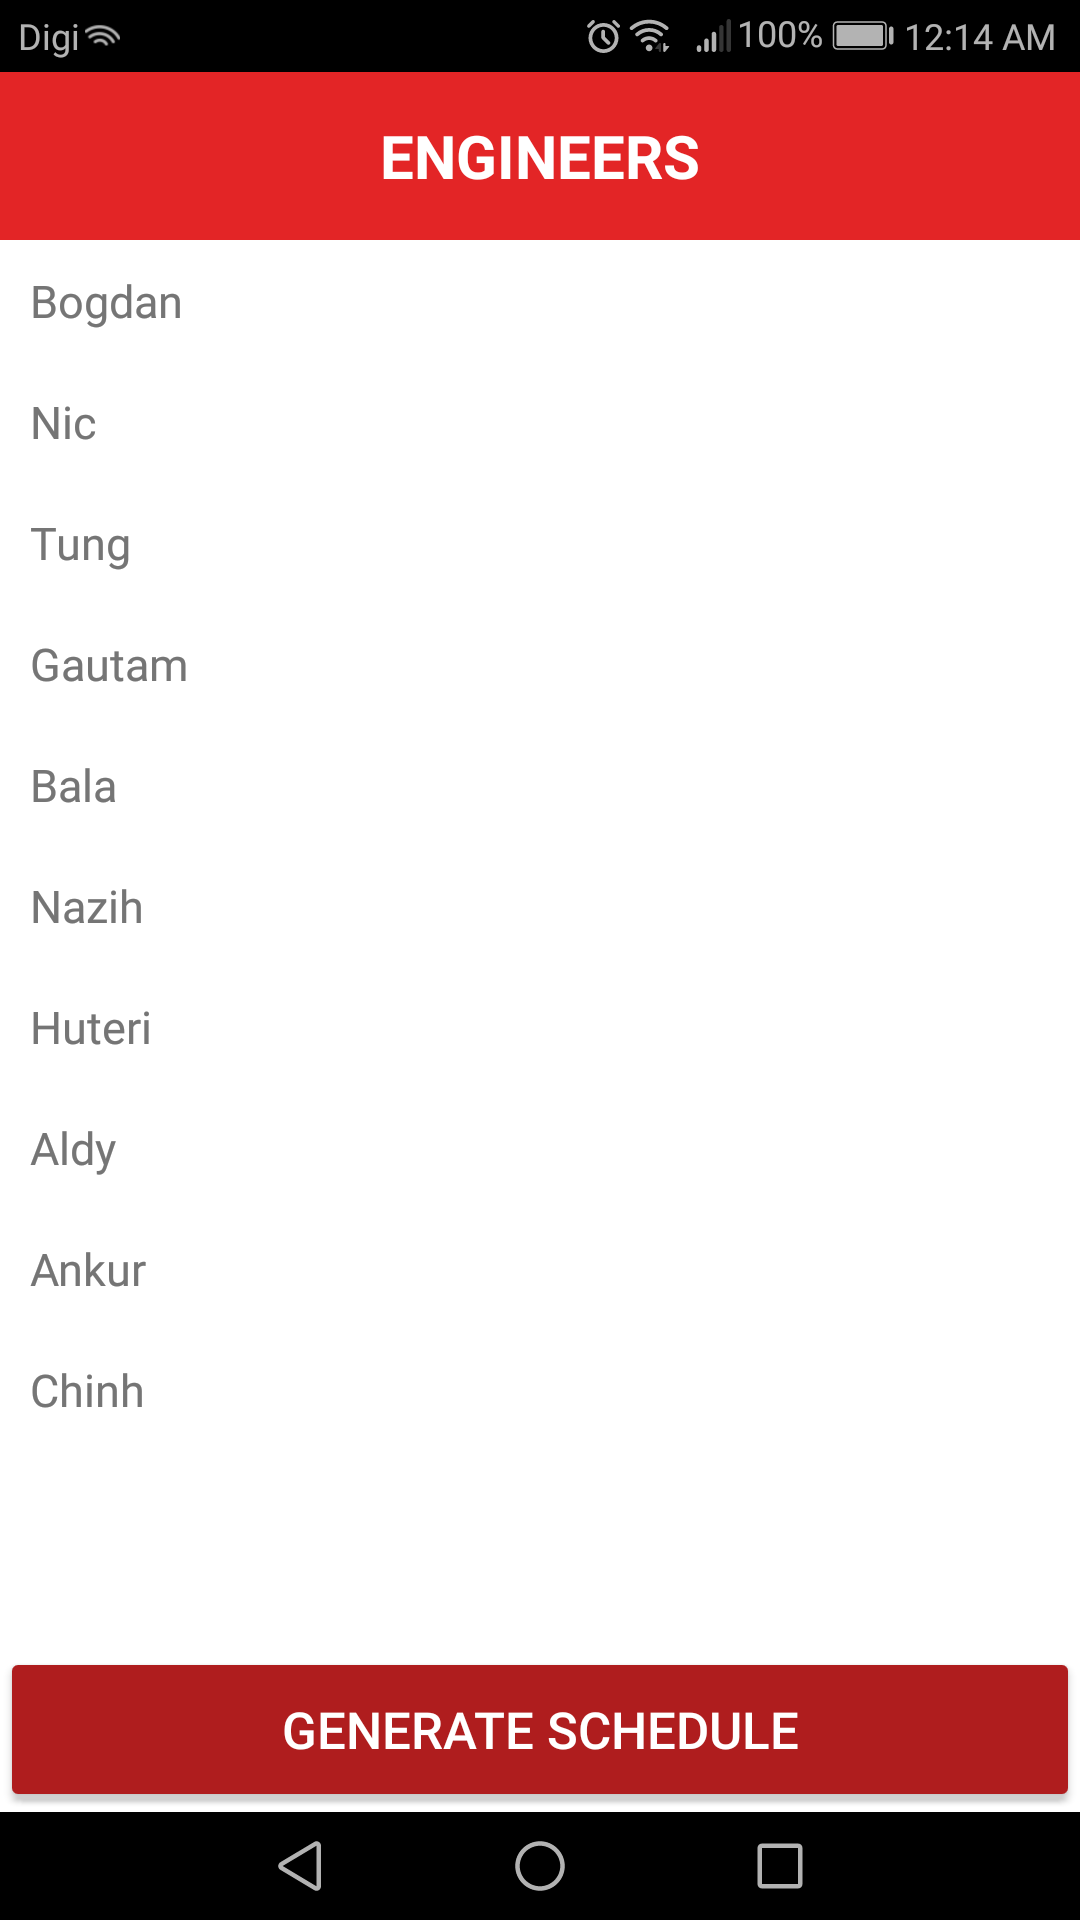 Digi 100% 12:14 AM
ENGINEERS
Bogdan
Nic
Tung
Gautam
Bala
Nazih
Huteri
Aldy
Ankur
Chinh
GENERATE SCHEDULE